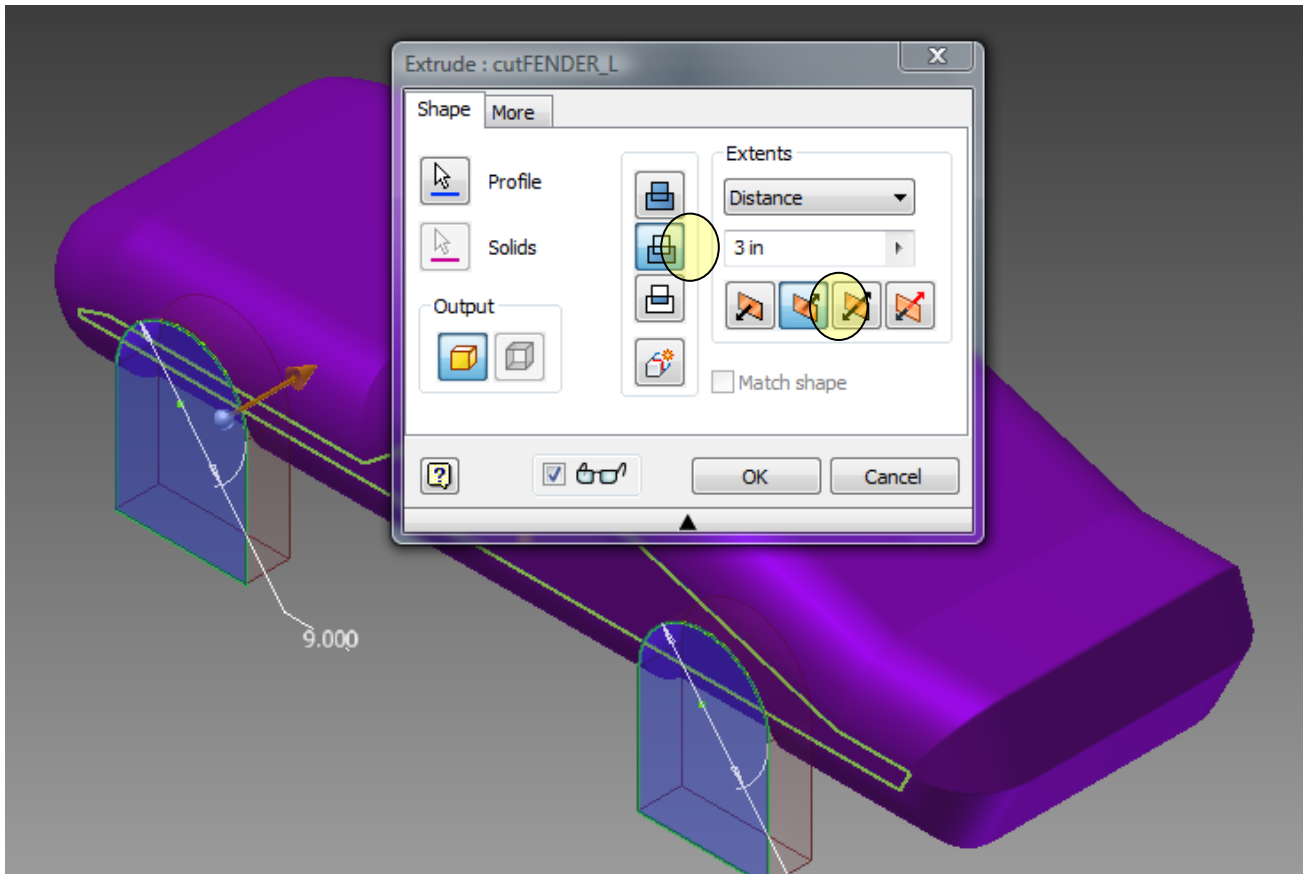 Extrude : cutFENDER_L
Shape
More
Profile
Solids
Output
Extents
Distance
3 in
Match shape
OK
Cancel
9.000